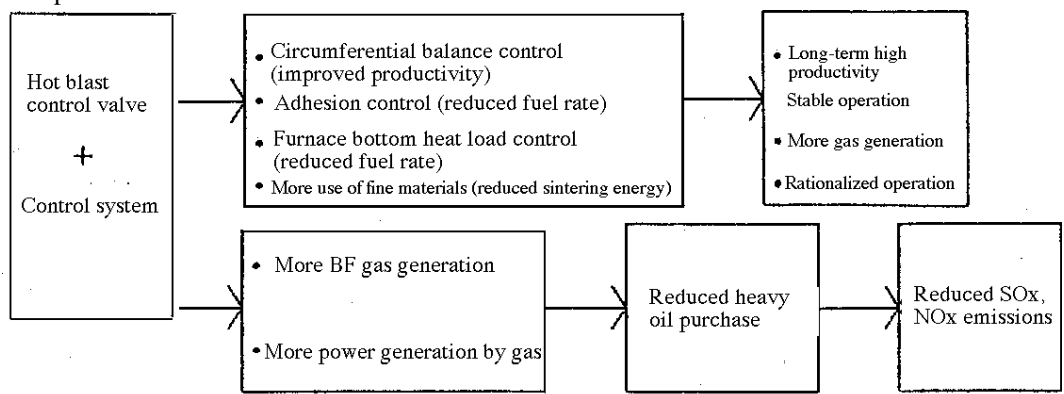 Hot blast
control valve
+
Control system
• Circumferential balance control
(improved productivity)
• Adhesion control (reduced fuel rate)
• Furnace bottom heat load control
(reduced fuel rate)
• More use of fine materials (reduced sintering energy)
• Long-term high
productivity
Stable operation
• More gas generation
• Rationalized operation
• More BF gas generation
• More power generation by gas
Reduced heavy
oil purchase
Reduced SOx,
NOx emissions